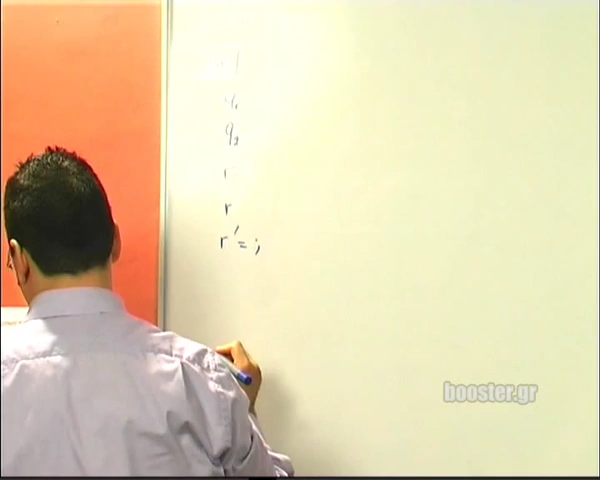 q₁
q₂
r
r' = ;
booster.gr